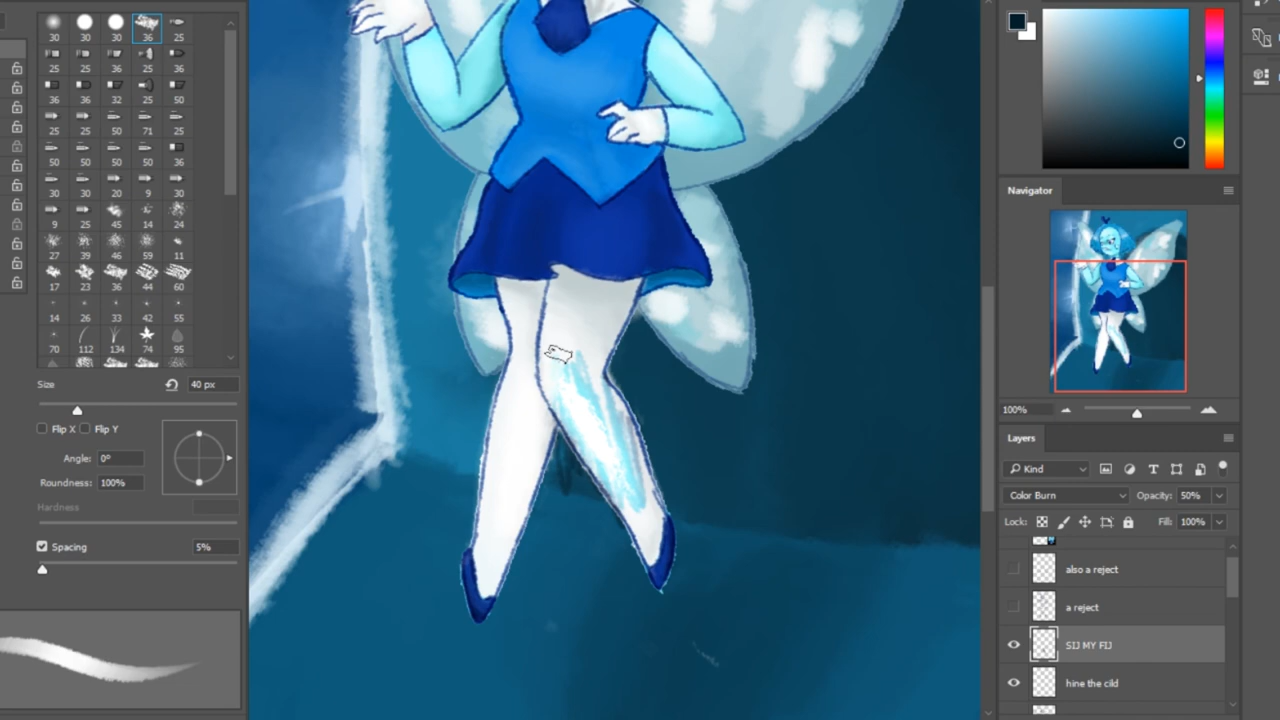 30 30 30 36 25
25 25 36 25 36
36 36 32 25 50
25 25 50 71 25
50 50 50 50 36
30 30 20 9 30
9 25 45 14 24
27 39 46 59 11
17 23 36 44 60
14 26 33 42 55
70 112 134 74 95
Size 40 px
Flip X Flip Y
Angle: 0°
Roundness: 100%
Hardness
Spacing 5%
Navigator
100%
Layers
Kind
Color Burn Opacity: 50%
Lock: Fill: 100%
also a reject
a reject
SIJ MY FIJ
hine the cild